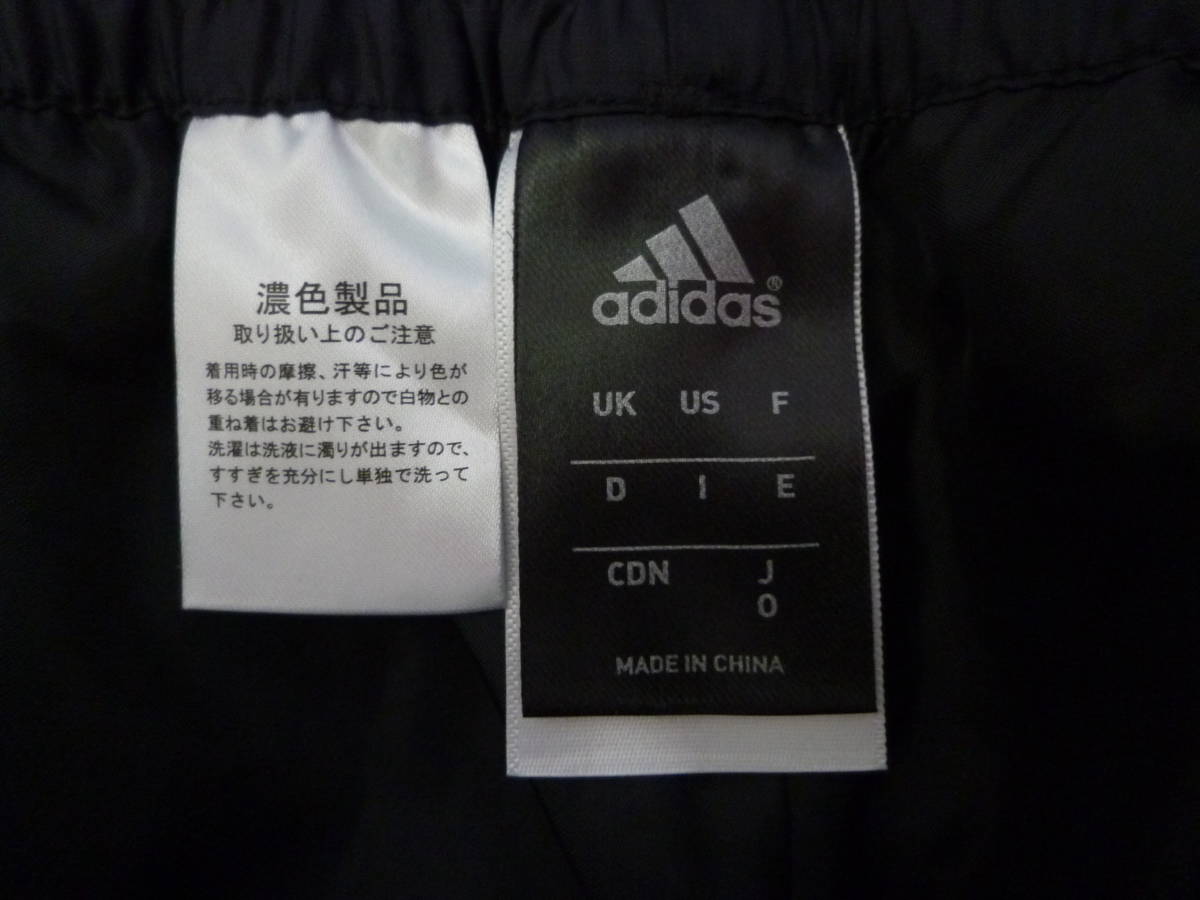 濃色製品
取り扱い上のご注意
着用時の摩擦、汗等により色が
移る場合が有りますので白物との
重ね着はお避け下さい。
洗濯は洗液に濁りが出ますので、
すすぎを充分にし単独で洗って
下さい。
adidas®
UK US F
D I E
CDN J
O
MADE IN CHINA